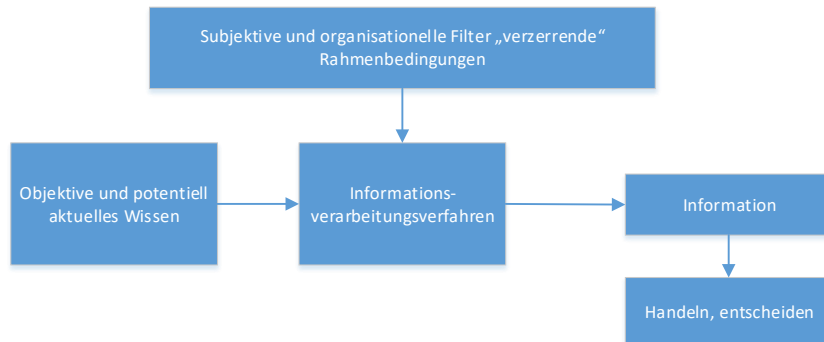 Subjektive und organisationelle Filter „verzerrende“
Rahmenbedingungen
Objektive und potentiell
aktuelles Wissen
Informations-
verarbeitungsverfahren
Information
Handeln, entscheiden